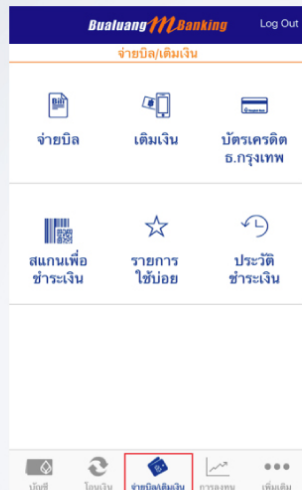 Bualuang mBanking
Log Out
จ่ายบิล/เติมเงิน
Bill
จ่ายบิล
เติมเงิน
บัตรเครดิต
ธ.กรุงเทพ
สแกนเพื่อ
ชำระเงิน
รายการ
ใช้บ่อย
ประวัติ
ชำระเงิน
บัญชี
โอนเงิน
จ่ายบิล/เติมเงิน
การลงทุน
เพิ่มเติม